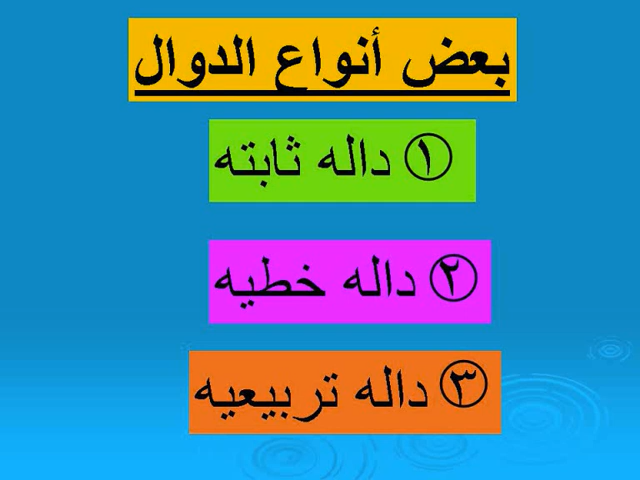 بعض أنواع الدوال
① داله ثابته
② داله خطيه
③ داله تربيعيه